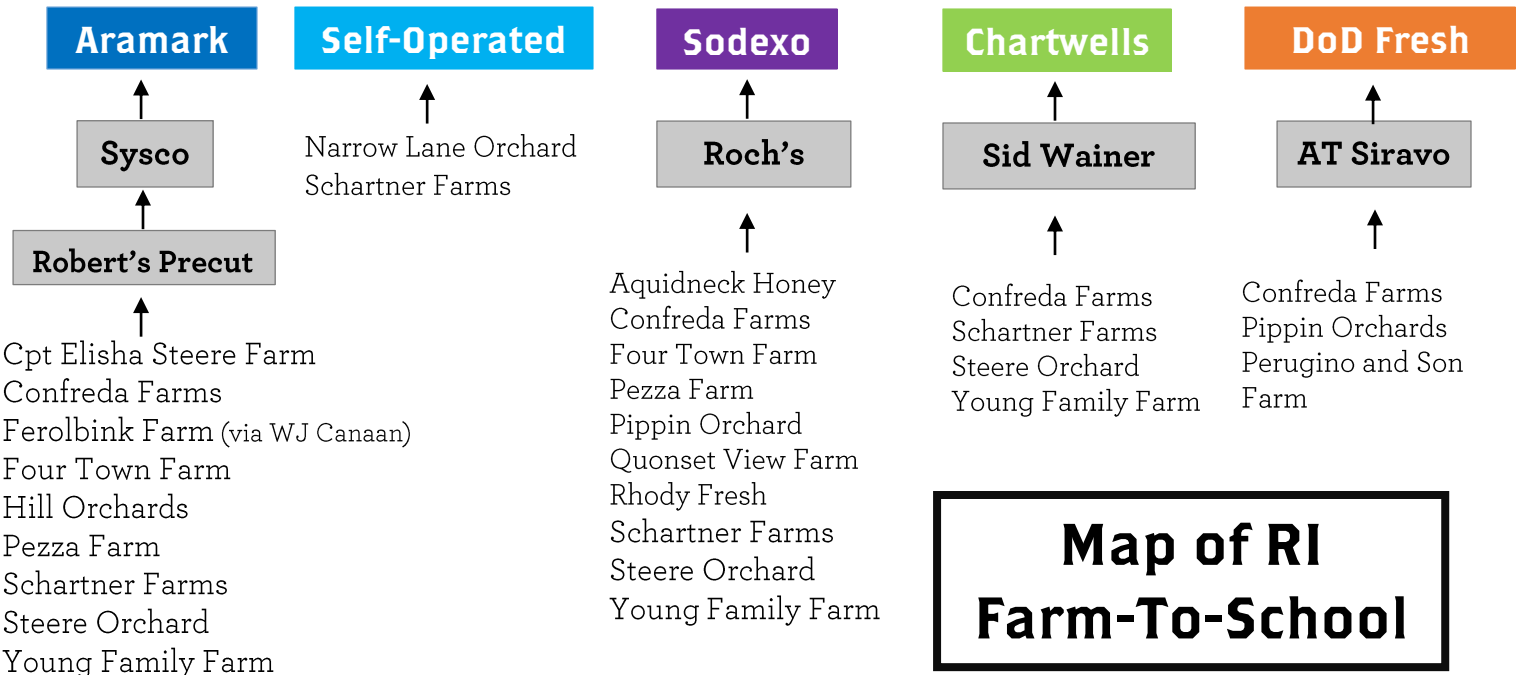 Aramark
Sysco
Robert's Precut
Cpt Elisha Steere Farm
Confreda Farms
Ferolbink Farm (via WJ Canaan)
Four Town Farm
Hill Orchards
Pezza Farm
Schartner Farms
Steere Orchard
Young Family Farm
Self-Operated
Narrow Lane Orchard
Schartner Farms
Sodexo
Roch's
Aquidneck Honey
Confreda Farms
Four Town Farm
Pezza Farm
Pippin Orchard
Quonset View Farm
Rhody Fresh
Schartner Farms
Steere Orchard
Young Family Farm
Chartwells
Sid Wainer
Confreda Farms
Schartner Farms
Steere Orchard
Young Family Farm
DoD Fresh
AT Siravo
Confreda Farms
Pippin Orchards
Perugino and Son
Farm
Map of RI
Farm-To-School